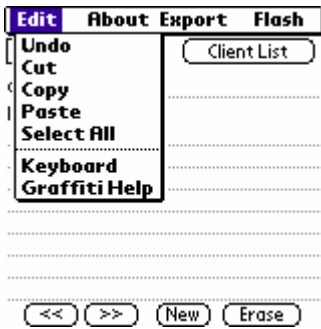 Edit About Export Flash
Undo Client List
Cut
Copy
Paste
Select All
Keyboard
Graffiti Help
<< >> New Erase